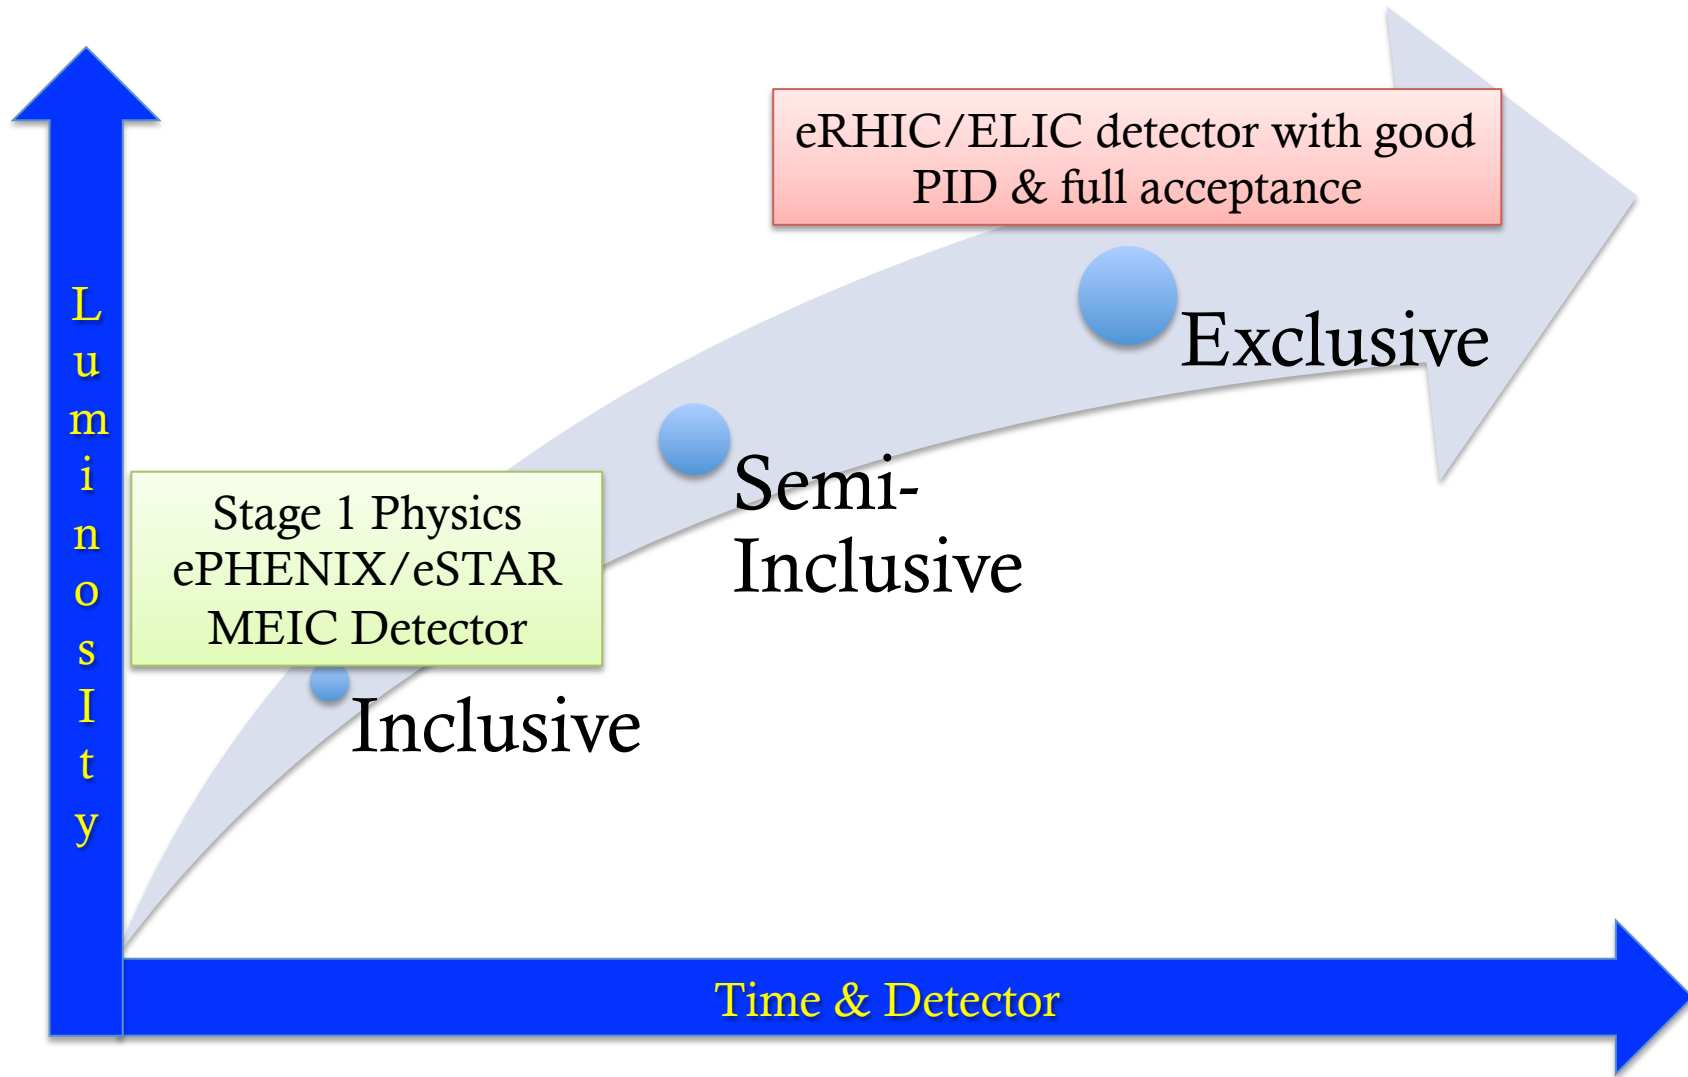 eRHIC/ELIC detector with good
PID & full acceptance
LuminosIty
Exclusive
Semi-
Inclusive
Stage 1 Physics
ePHENIX/eSTAR
MEIC Detector
Inclusive
Time & Detector